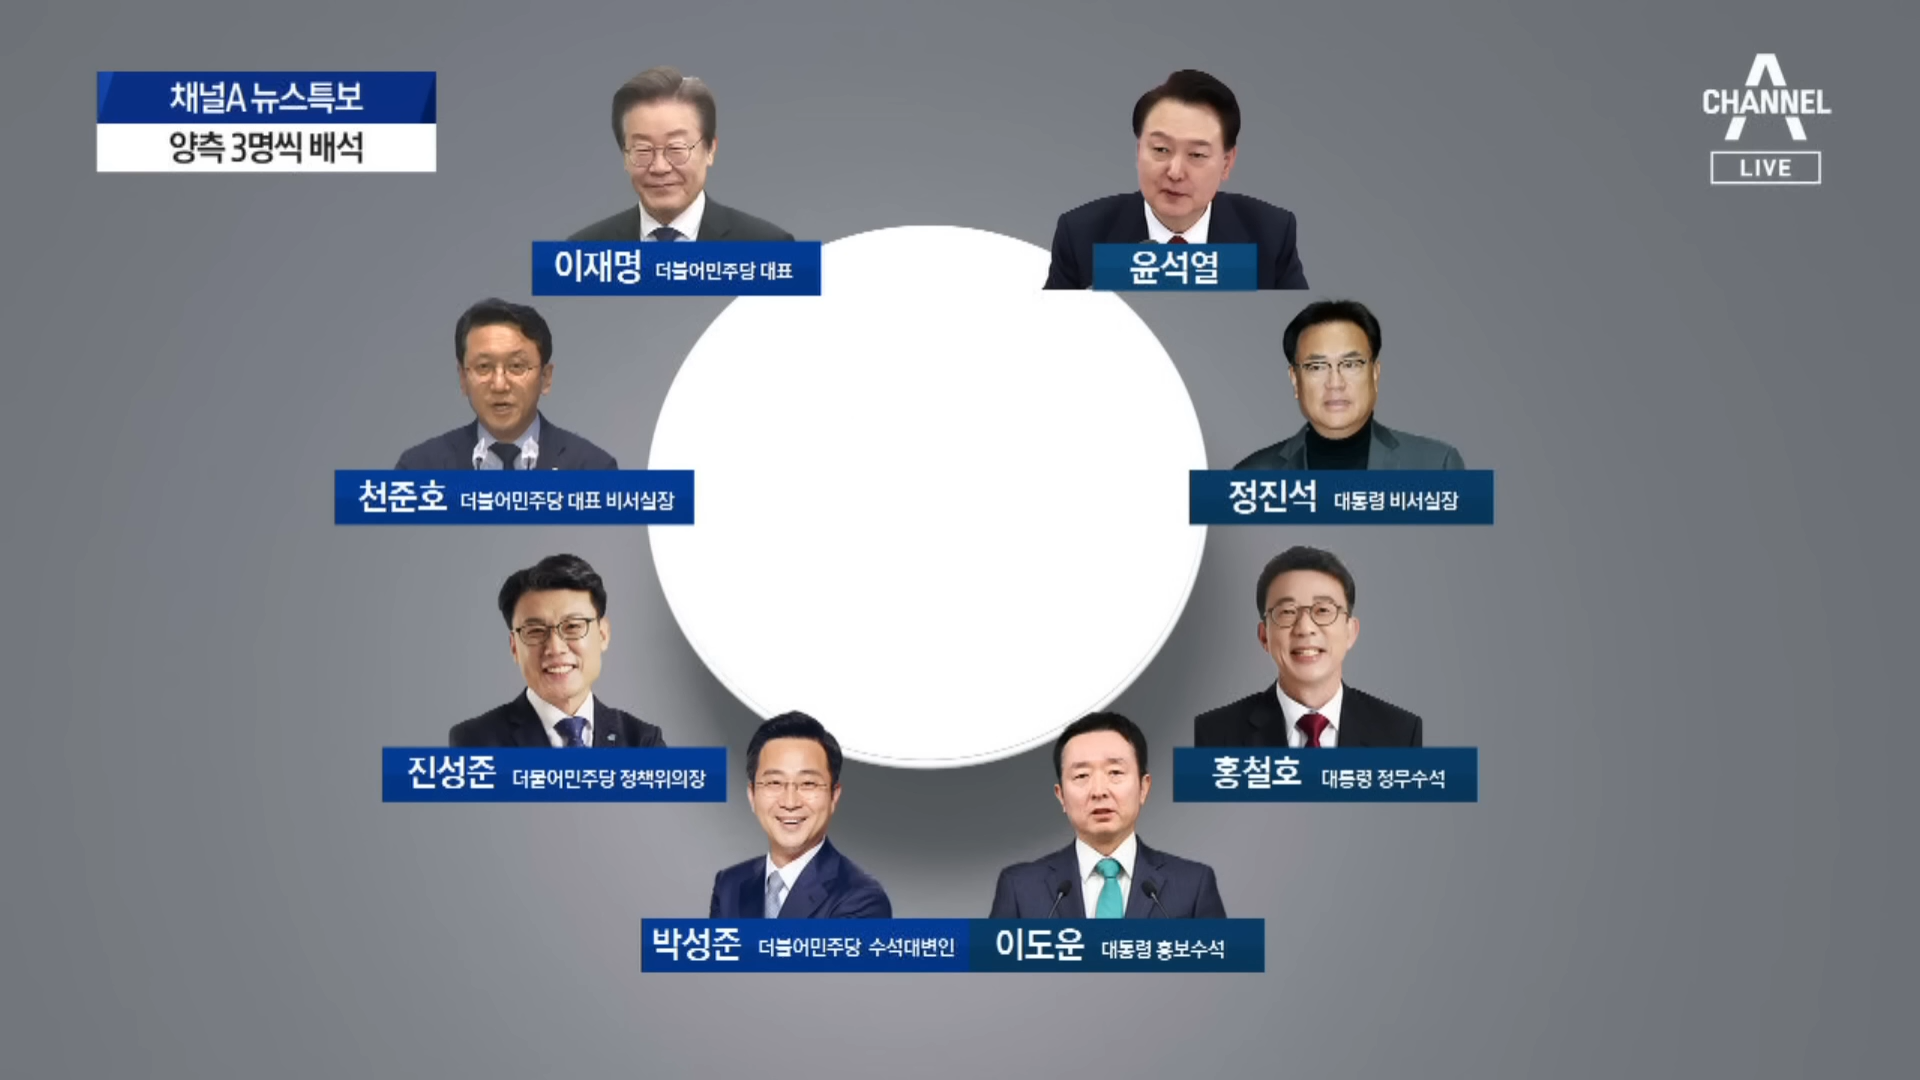 채널A 뉴스특보
양측 3명씩 배석
CHANNEL A
LIVE
이재명 더불어민주당 대표
윤석열
천준호 더불어민주당 대표 비서실장
정진석 대통령 비서실장
진성준 더불어민주당 정책위의장
홍철호 대통령 정무수석
박성준 더불어민주당 수석대변인
이도운 대통령 홍보수석